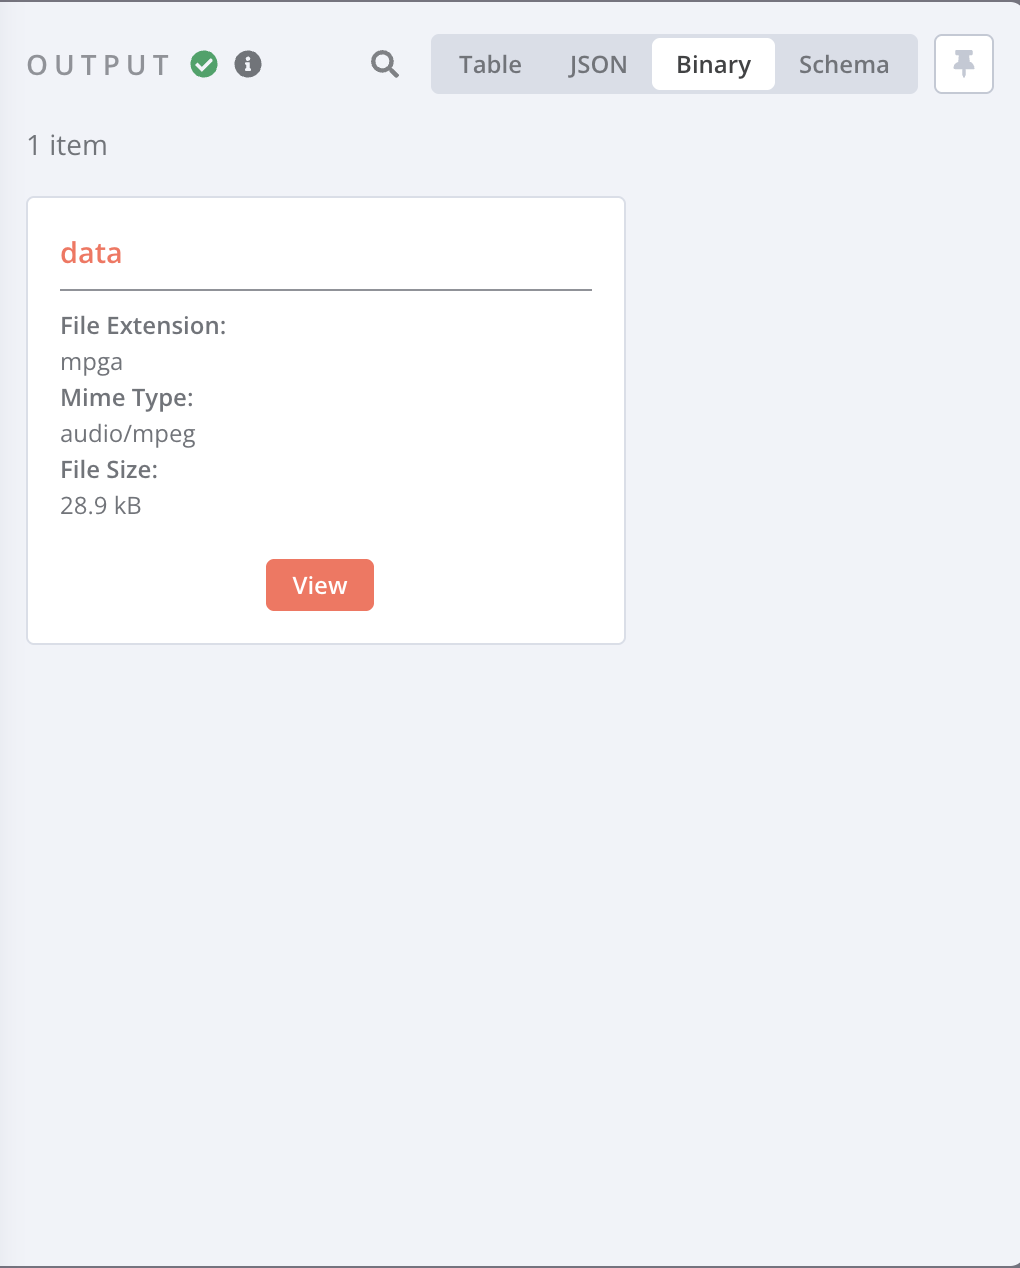 OUTPUT
Table JSON Binary Schema
1 item
data
File Extension:
mpga
Mime Type:
audio/mpeg
File Size:
28.9 kB
View